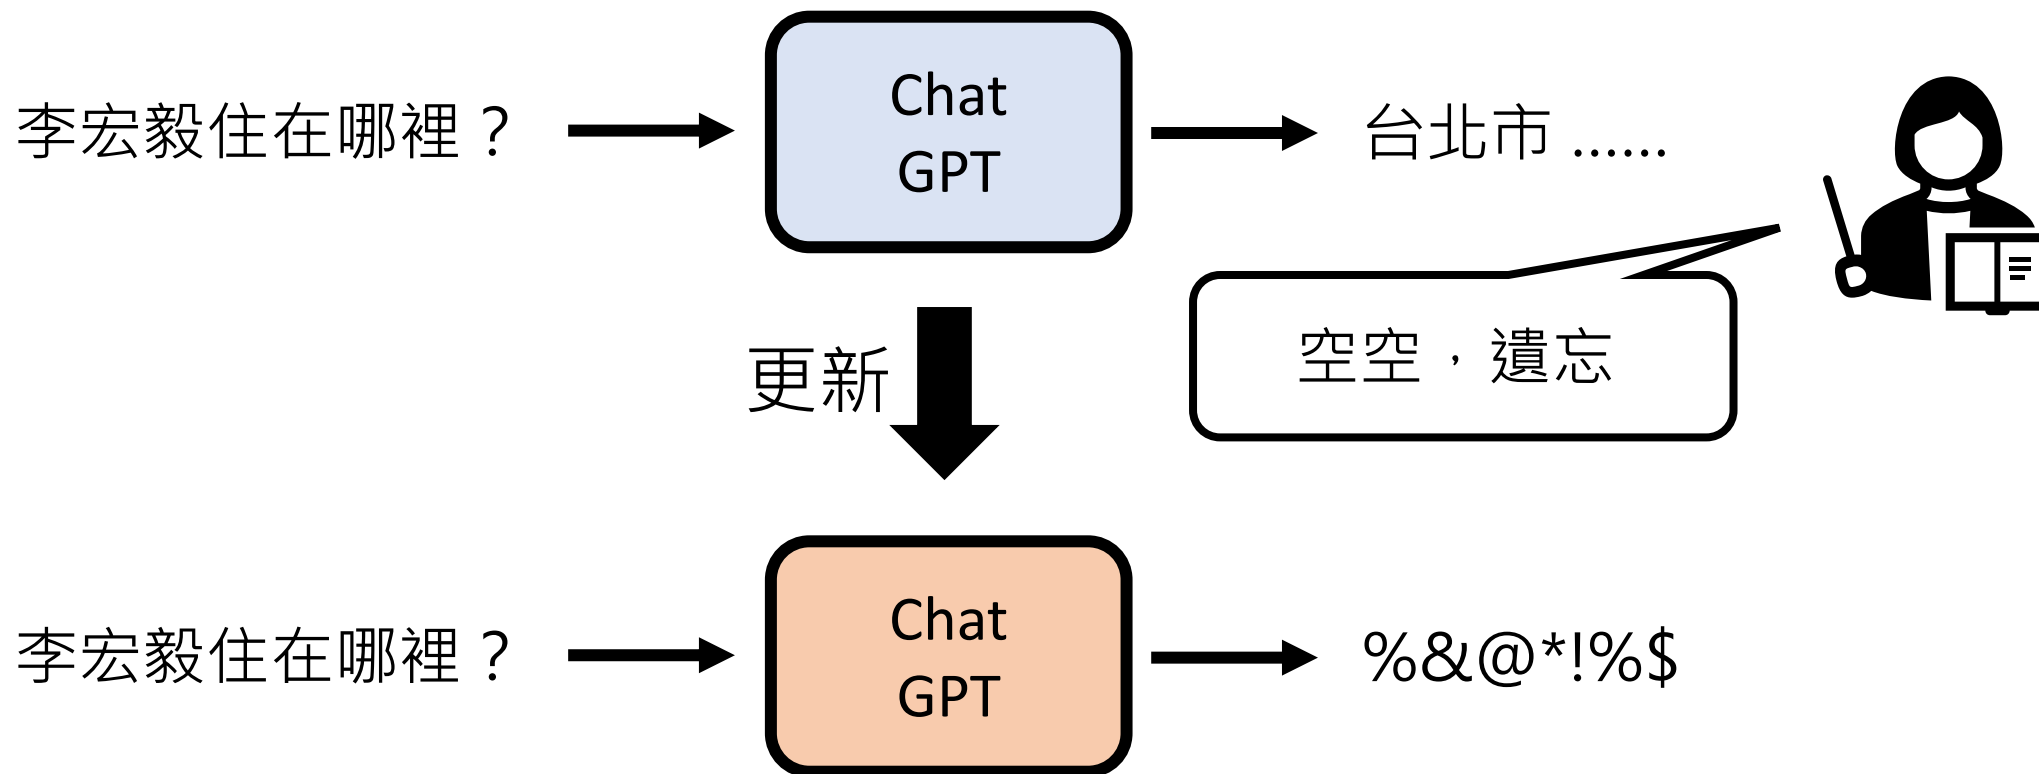 李宏毅住在哪裡？
Chat
GPT
台北市 ……
更新
空空，遺忘
李宏毅住在哪裡？
Chat
GPT
%&@*!%$